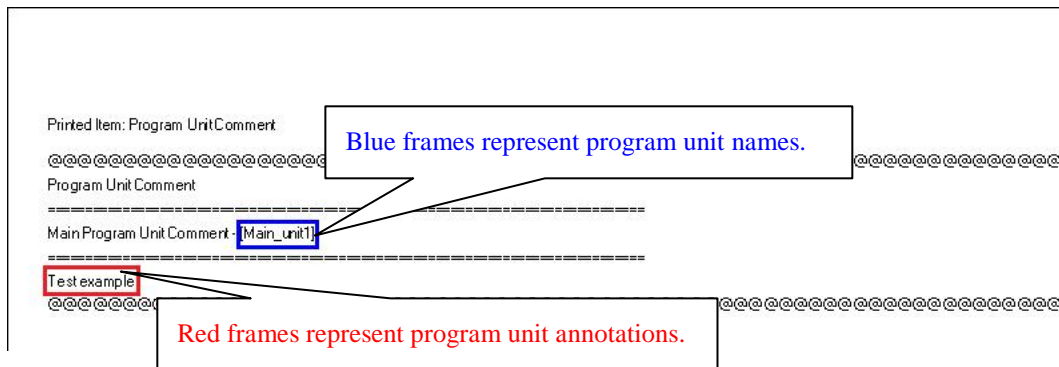 Printed Item: Program Unit Comment
Blue frames represent program unit names.
@@@@@@@@@@@@@@@@@@@ @@@@@@@@@@@@@@
Program Unit Comment
================================================================
Main Program Unit Comment - [Main_unit1]
================================================================
Test example
@@@@@@@ @@@@@@@@@@@@@@@@@@@@@@@
Red frames represent program unit annotations.